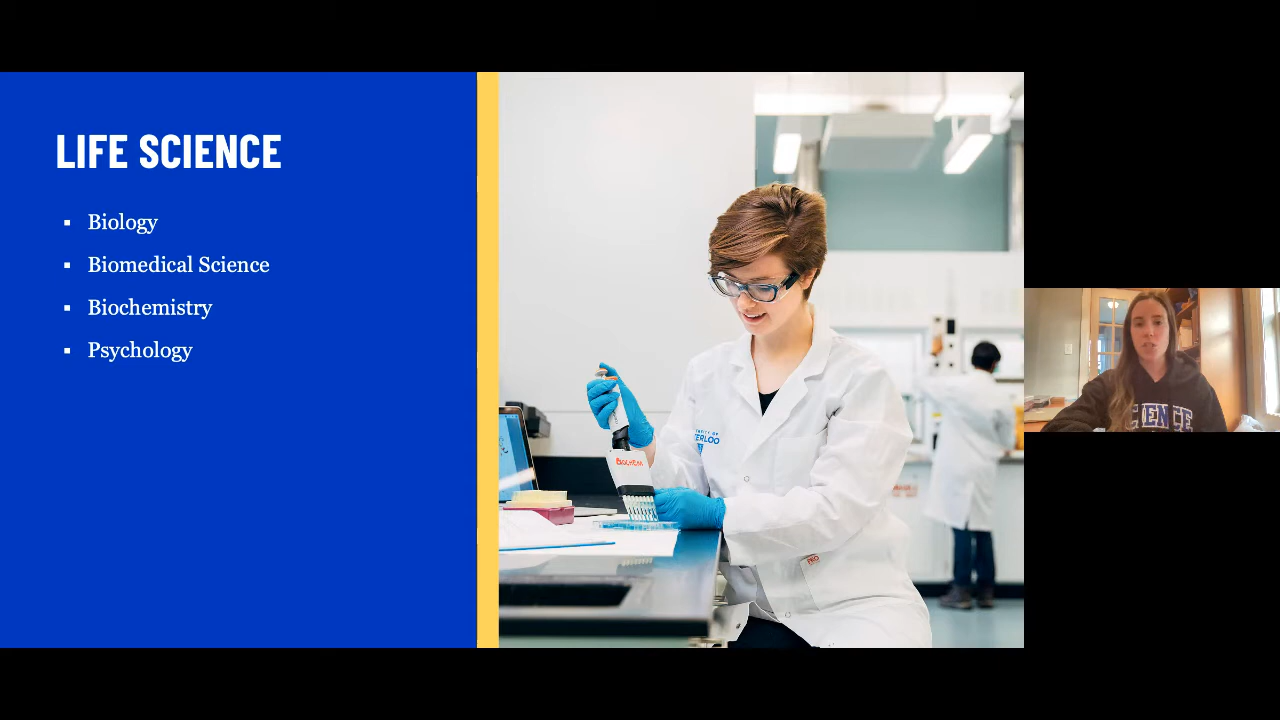 LIFE SCIENCE
▪ Biology
▪ Biomedical Science
▪ Biochemistry
▪ Psychology